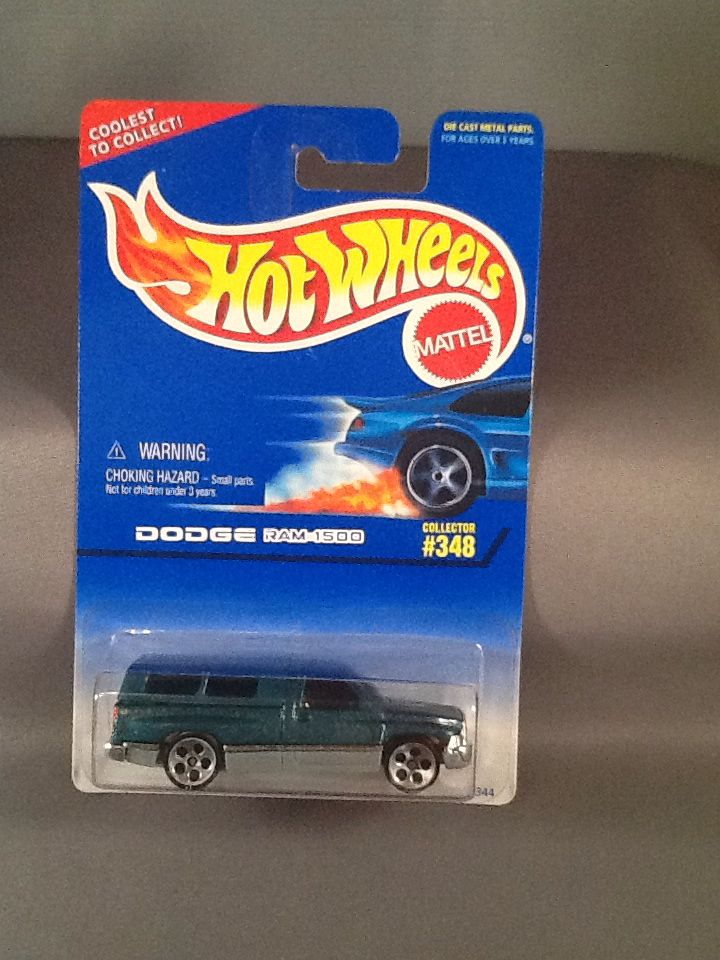 COOLEST
TO COLLECT!
DIE CAST METAL PARTS.
FOR AGES OVER 3 YEARS
HOT WHEELS
MATTEL
®
⚠ WARNING:
CHOKING HAZARD – Small parts.
Not for children under 3 years.
DODGE RAM-1500
COLLECTOR
#348
344